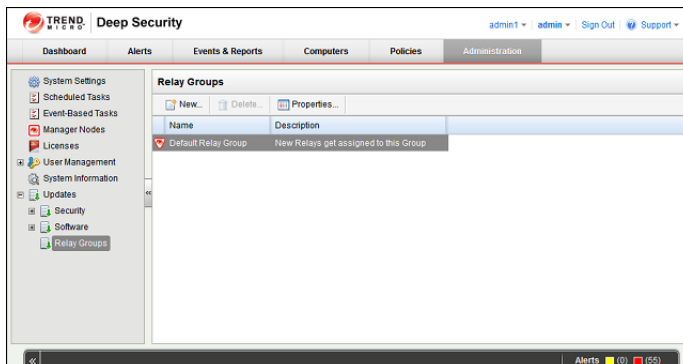 TREND MICRO Deep Security
admin1 admin Sign Out Support
Dashboard Alerts Events & Reports Computers Policies Administration
System Settings
Scheduled Tasks
Event-Based Tasks
Manager Nodes
Licenses
User Management
System Information
Updates
Security
Software
Relay Groups
Relay Groups
New... Delete... Properties...
Name Description
Default Relay Group New Relays get assigned to this Group
Alerts (0) (55)